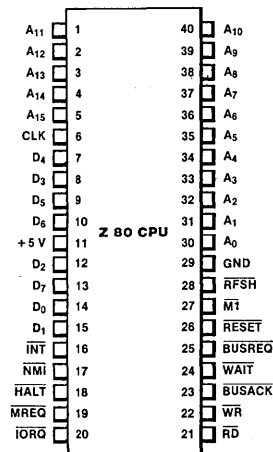 A11 1 40 A10
A12 2 39 A9
A13 3 38 A8
A14 4 37 A7
A15 5 36 A6
CLK 6 35 A5
D4 7 34 A4
D3 8 33 A3
D5 9 32 A2
D6 10 31 A1
+5 V 11 Z 80 CPU 30 A0
D2 12 29 GND
D7 13 28 RFSH
D0 14 27 M1
D1 15 26 RESET
INT 16 25 BUSREQ
NMI 17 24 WAIT
HALT 18 23 BUSACK
MREQ 19 22 WR
IORQ 20 21 RD